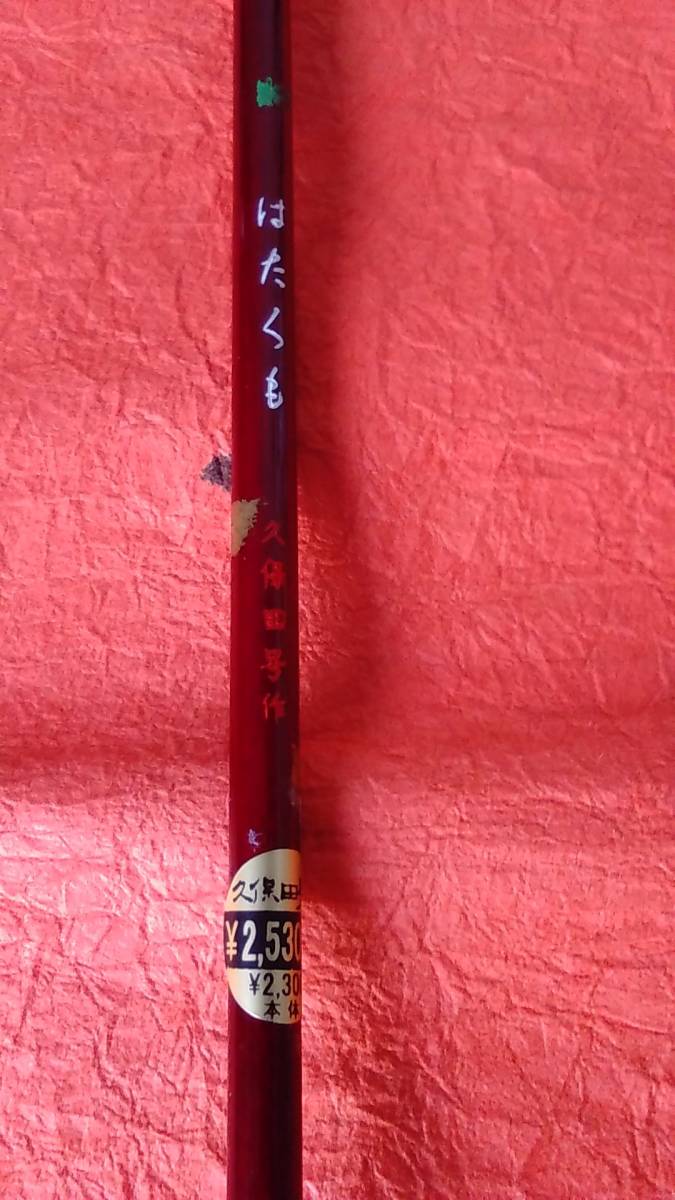 はたくも
久保田号作
久保田
¥2,530
¥2,30
本体